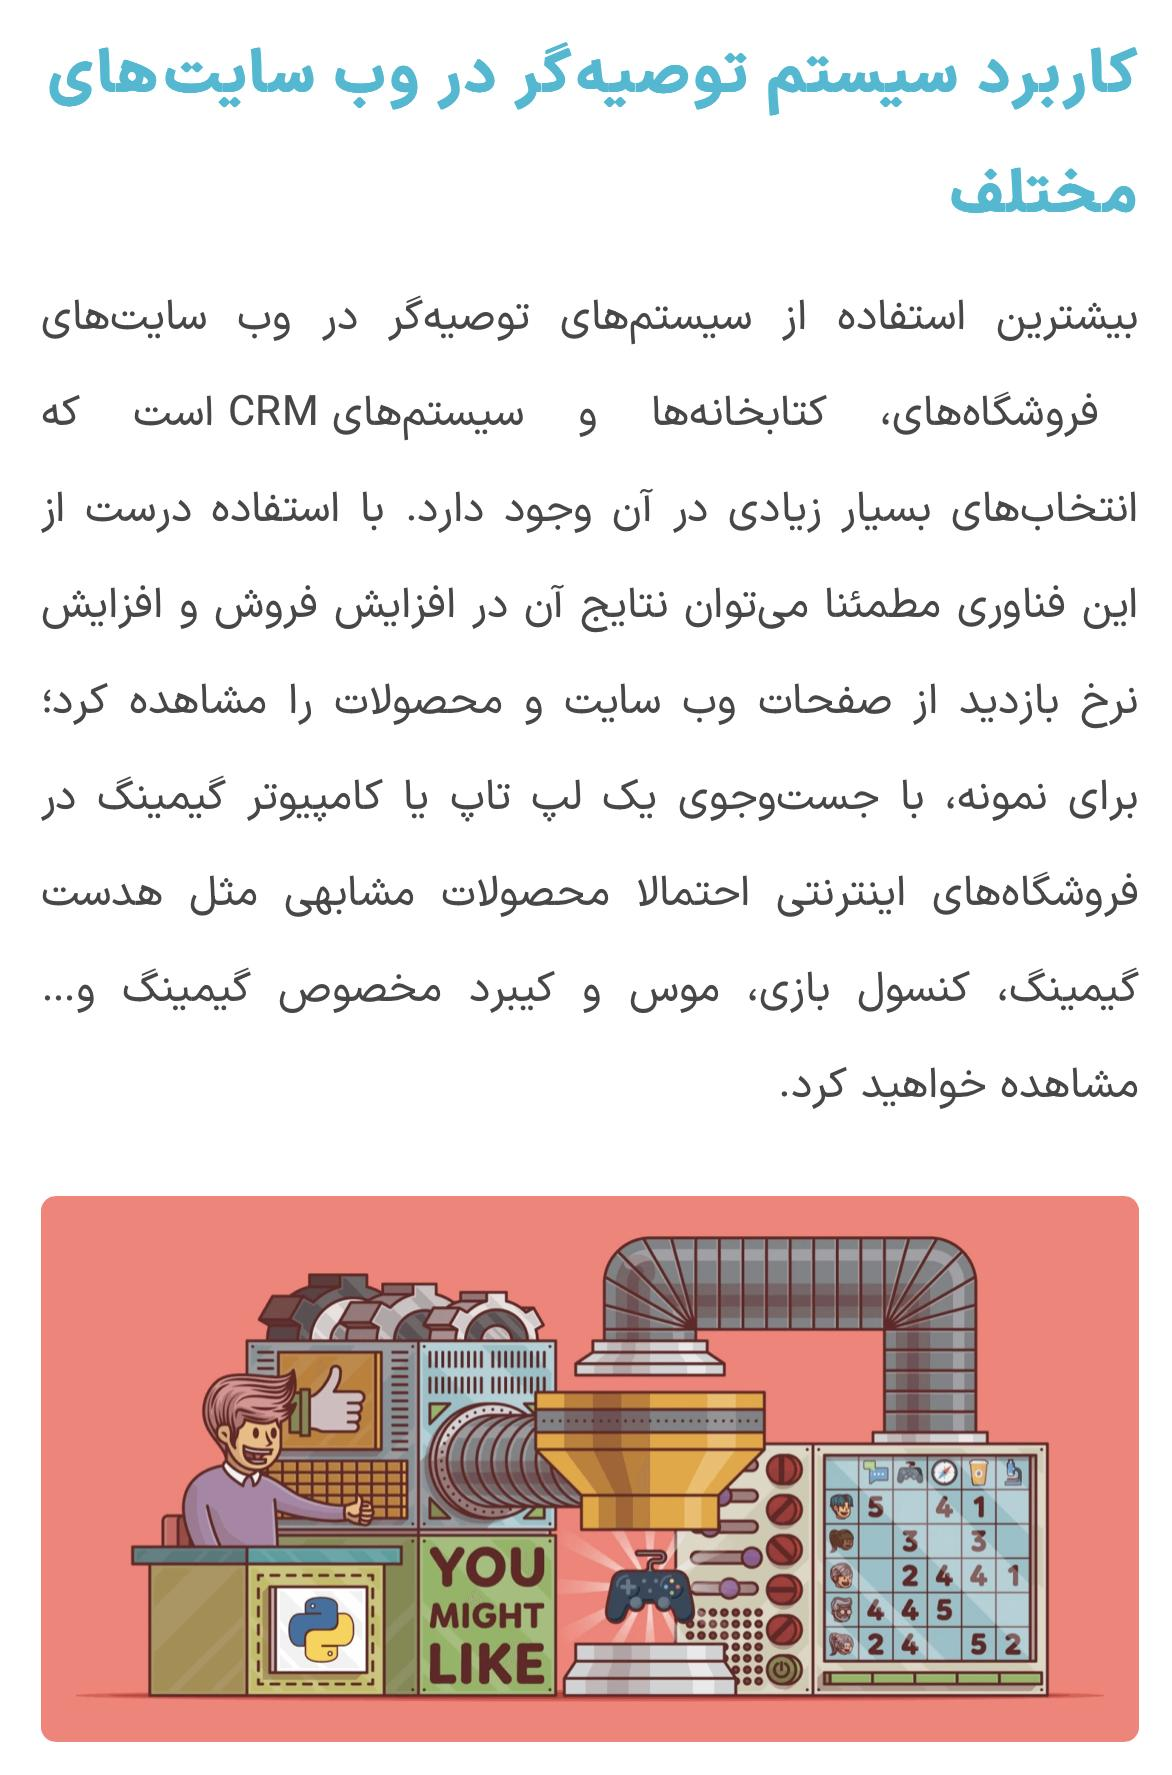 کاربرد سیستم توصیه‌گر در وب سایت‌های
مختلف
بیشترین استفاده از سیستم‌های توصیه‌گر در وب سایت‌های
فروشگاه‌های، کتابخانه‌ها و سیستم‌های CRM است که
انتخاب‌های بسیار زیادی در آن وجود دارد. با استفاده درست از
این فناوری مطمئنا می‌توان نتایج آن در افزایش فروش و افزایش
نرخ بازدید از صفحات وب سایت و محصولات را مشاهده کرد؛
برای نمونه، با جست‌وجوی یک لپ تاپ یا کامپیوتر گیمینگ در
فروشگاه‌های اینترنتی احتمالا محصولات مشابهی مثل هدست
گیمینگ، کنسول بازی، موس و کیبرد مخصوص گیمینگ و...
مشاهده خواهید کرد.
YOU
MIGHT
LIKE
5 4 1
3 3
2 4 4 1
4 4 5
2 4 5 2